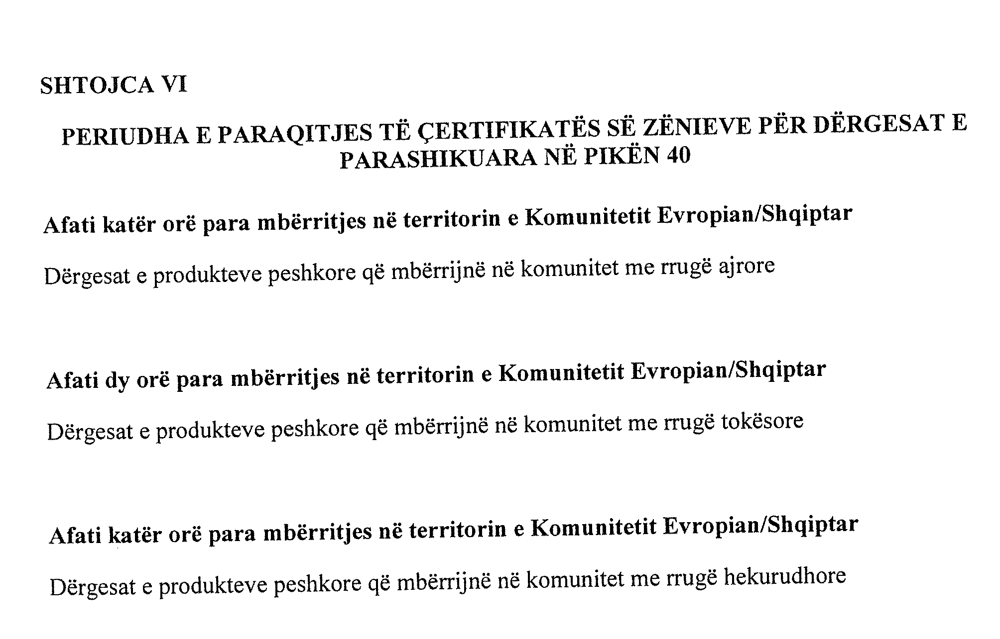 SHTOJCA VI
PERIUDHA E PARAQITJES TË ÇERTIFIKATËS SË ZËNIEVE PËR DËRGESAT E
PARASHIKUARA NË PIKËN 40
Afati katër orë para mbërritjes në territorin e Komunitetit Evropian/Shqiptar
Dërgesat e produkteve peshkore që mbërrijnë në komunitet me rrugë ajrore
Afati dy orë para mbërritjes në territorin e Komunitetit Evropian/Shqiptar
Dërgesat e produkteve peshkore që mbërrijnë në komunitet me rrugë tokësore
Afati katër orë para mbërritjes në territorin e Komunitetit Evropian/Shqiptar
Dërgesat e produkteve peshkore që mbërrijnë në komunitet me rrugë hekurudhore